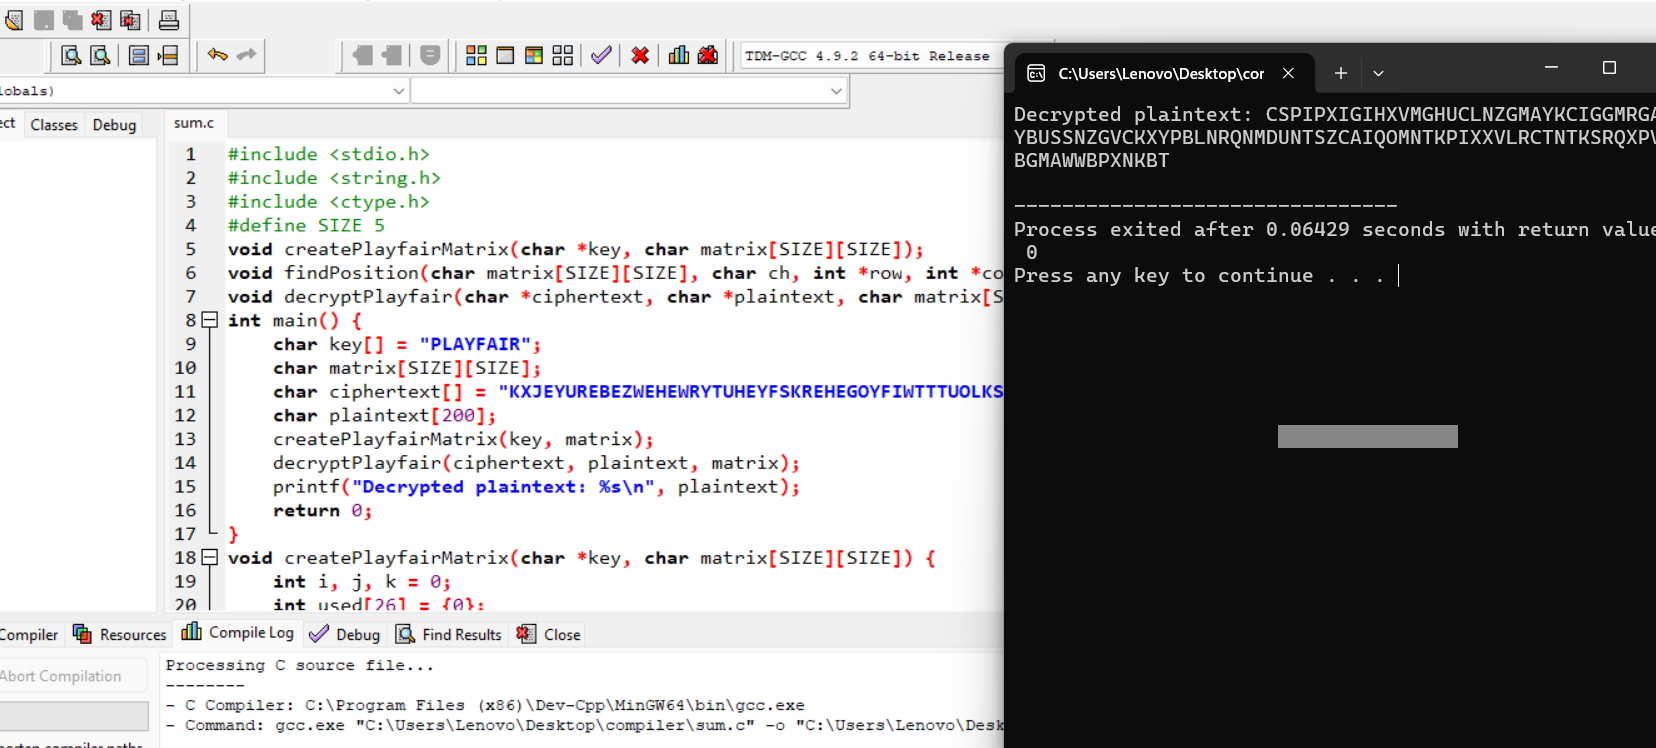 TDM-GCC 4.9.2 64-bit Release
C:\Users\Lenovo\Desktop\cor
lobals)
ect Classes Debug
sum.c
1 #include <stdio.h>
2 #include <string.h>
3 #include <ctype.h>
4 #define SIZE 5
5 void createPlayfairMatrix(char *key, char matrix[SIZE][SIZE]);
6 void findPosition(char matrix[SIZE][SIZE], char ch, int *row, int *co
7 void decryptPlayfair(char *ciphertext, char *plaintext, char matrix[S
8 int main() {
9 char key[] = "PLAYFAIR";
10 char matrix[SIZE][SIZE];
11 char ciphertext[] = "KXJEYUREBEZWEHEWRYTUHEYFSKREHEGOYFIWTTTUOLKS
12 char plaintext[200];
13 createPlayfairMatrix(key, matrix);
14 decryptPlayfair(ciphertext, plaintext, matrix);
15 printf("Decrypted plaintext: %s\n", plaintext);
16 return 0;
17 }
18 void createPlayfairMatrix(char *key, char matrix[SIZE][SIZE]) {
19 int i, j, k = 0;
20 int used[26] = {0};
Decrypted plaintext: CSPIPXIGIHXVMGHUCLNZGMAYKCIGGMRGA
YBUSSNZGVCKXYPBLNRQNMDUNTSZCAIQOMNTKPIXXVLRCTNTKSRQXPV
BGMAWWBPXNKBT
--------------------------------
Process exited after 0.06429 seconds with return value
0
Press any key to continue . . .
Compiler Resources Compile Log Debug Find Results Close
Abort Compilation
Shorten compiler paths
Processing C source file...
--------
- C Compiler: C:\Program Files (x86)\Dev-Cpp\MinGW64\bin\gcc.exe
- Command: gcc.exe "C:\Users\Lenovo\Desktop\compiler\sum.c" -o "C:\Users\Lenovo\Desk